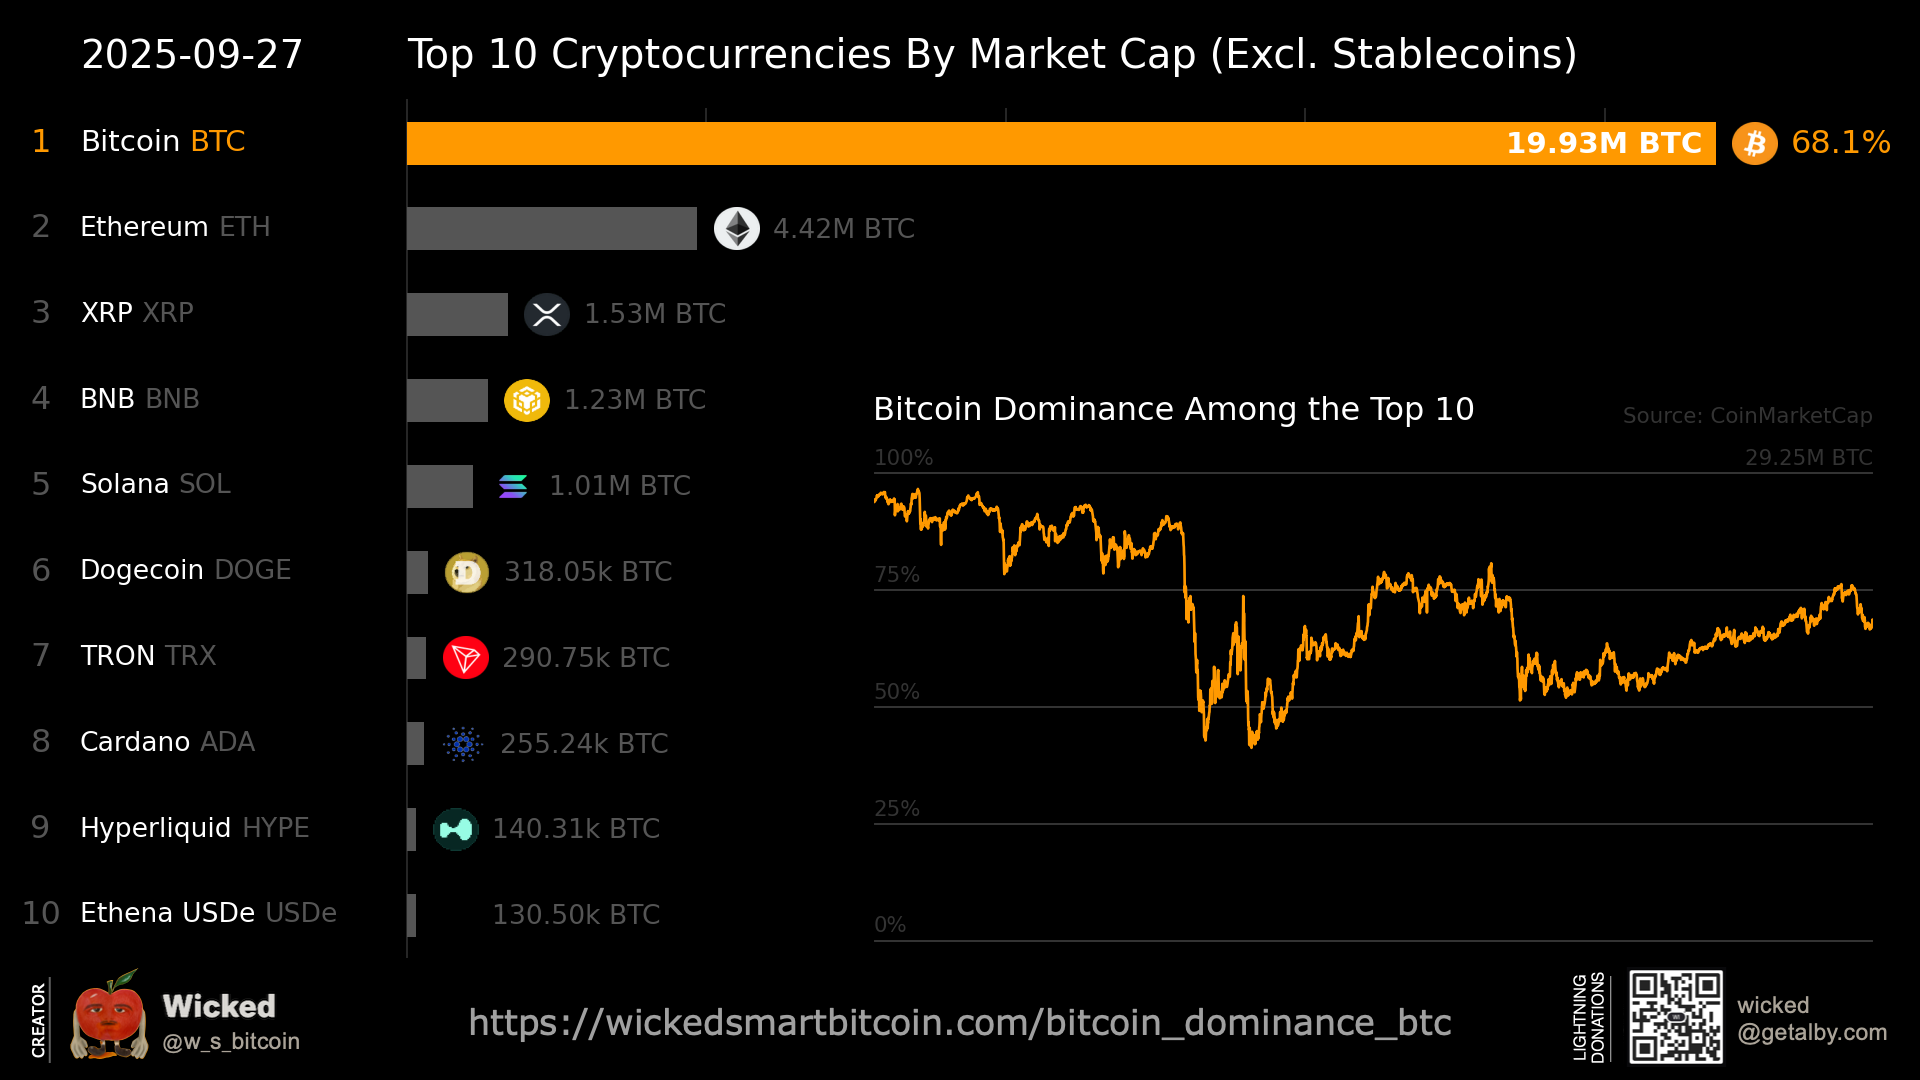 2025-09-27 Top 10 Cryptocurrencies By Market Cap (Excl. Stablecoins)
1 Bitcoin BTC 19.93M BTC 68.1%
2 Ethereum ETH 4.42M BTC
3 XRP XRP 1.53M BTC
4 BNB BNB 1.23M BTC
5 Solana SOL 1.01M BTC
6 Dogecoin DOGE 318.05k BTC
7 TRON TRX 290.75k BTC
8 Cardano ADA 255.24k BTC
9 Hyperliquid HYPE 140.31k BTC
10 Ethena USDe USDe 130.50k BTC
Bitcoin Dominance Among the Top 10 Source: CoinMarketCap
100% 29.25M BTC
75%
50%
25%
0%
CREATOR
Wicked
@w_s_bitcoin
https://wickedsmartbitcoin.com/bitcoin_dominance_btc
LIGHTNING
DONATIONS
wicked
@getalby.com